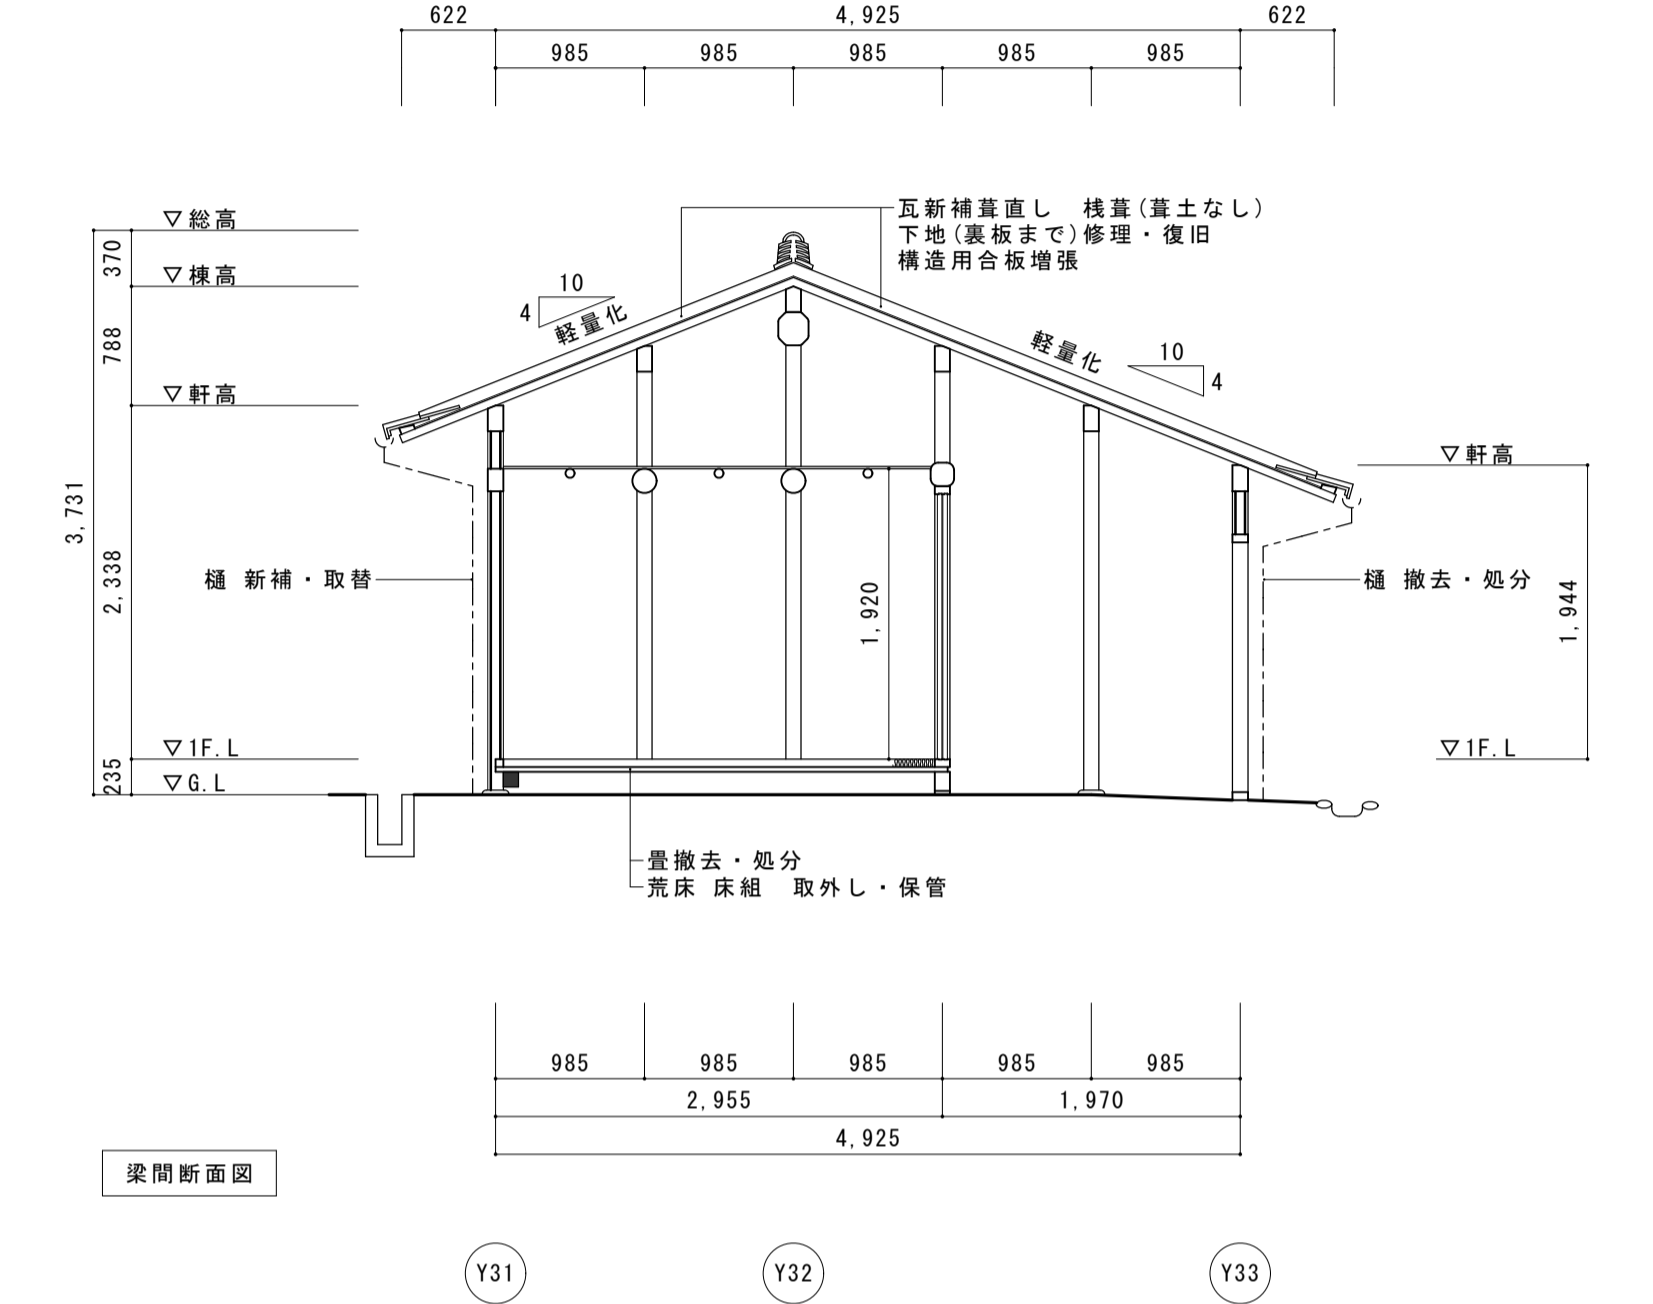 622
4,925
622
985
985
985
985
985
▽総高
370
▽棟高
788
▽軒高
3,731
2,338
▽1F.L
235
▽G.L
瓦新補葺直し 桟葺(葺土なし)
下地(裏板まで)修理・復旧
構造用合板増張
10
4
軽量化
軽量化
10
4
▽軒高
樋 新補・取替
1,920
樋 撤去・処分
1,944
▽1F.L
畳撤去・処分
荒床 床組 取外し・保管
985
985
985
985
985
2,955
1,970
4,925
梁間断面図
Y31
Y32
Y33